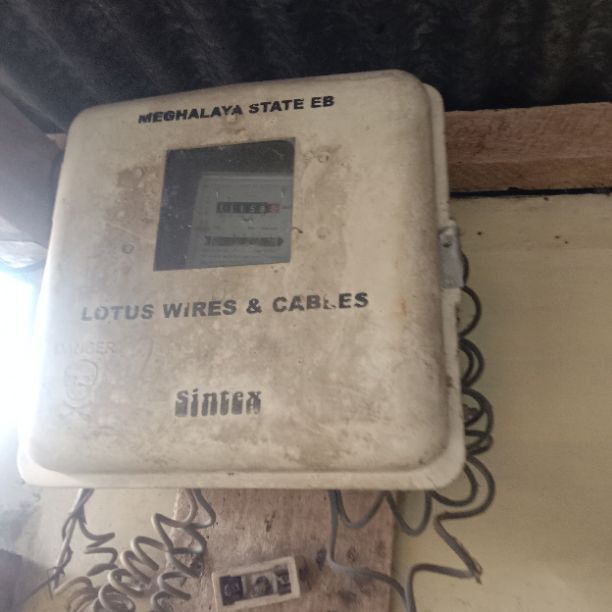 MEGHALAYA STATE EB
LOTUS WIRES & CABLES
DANGER
Sintex